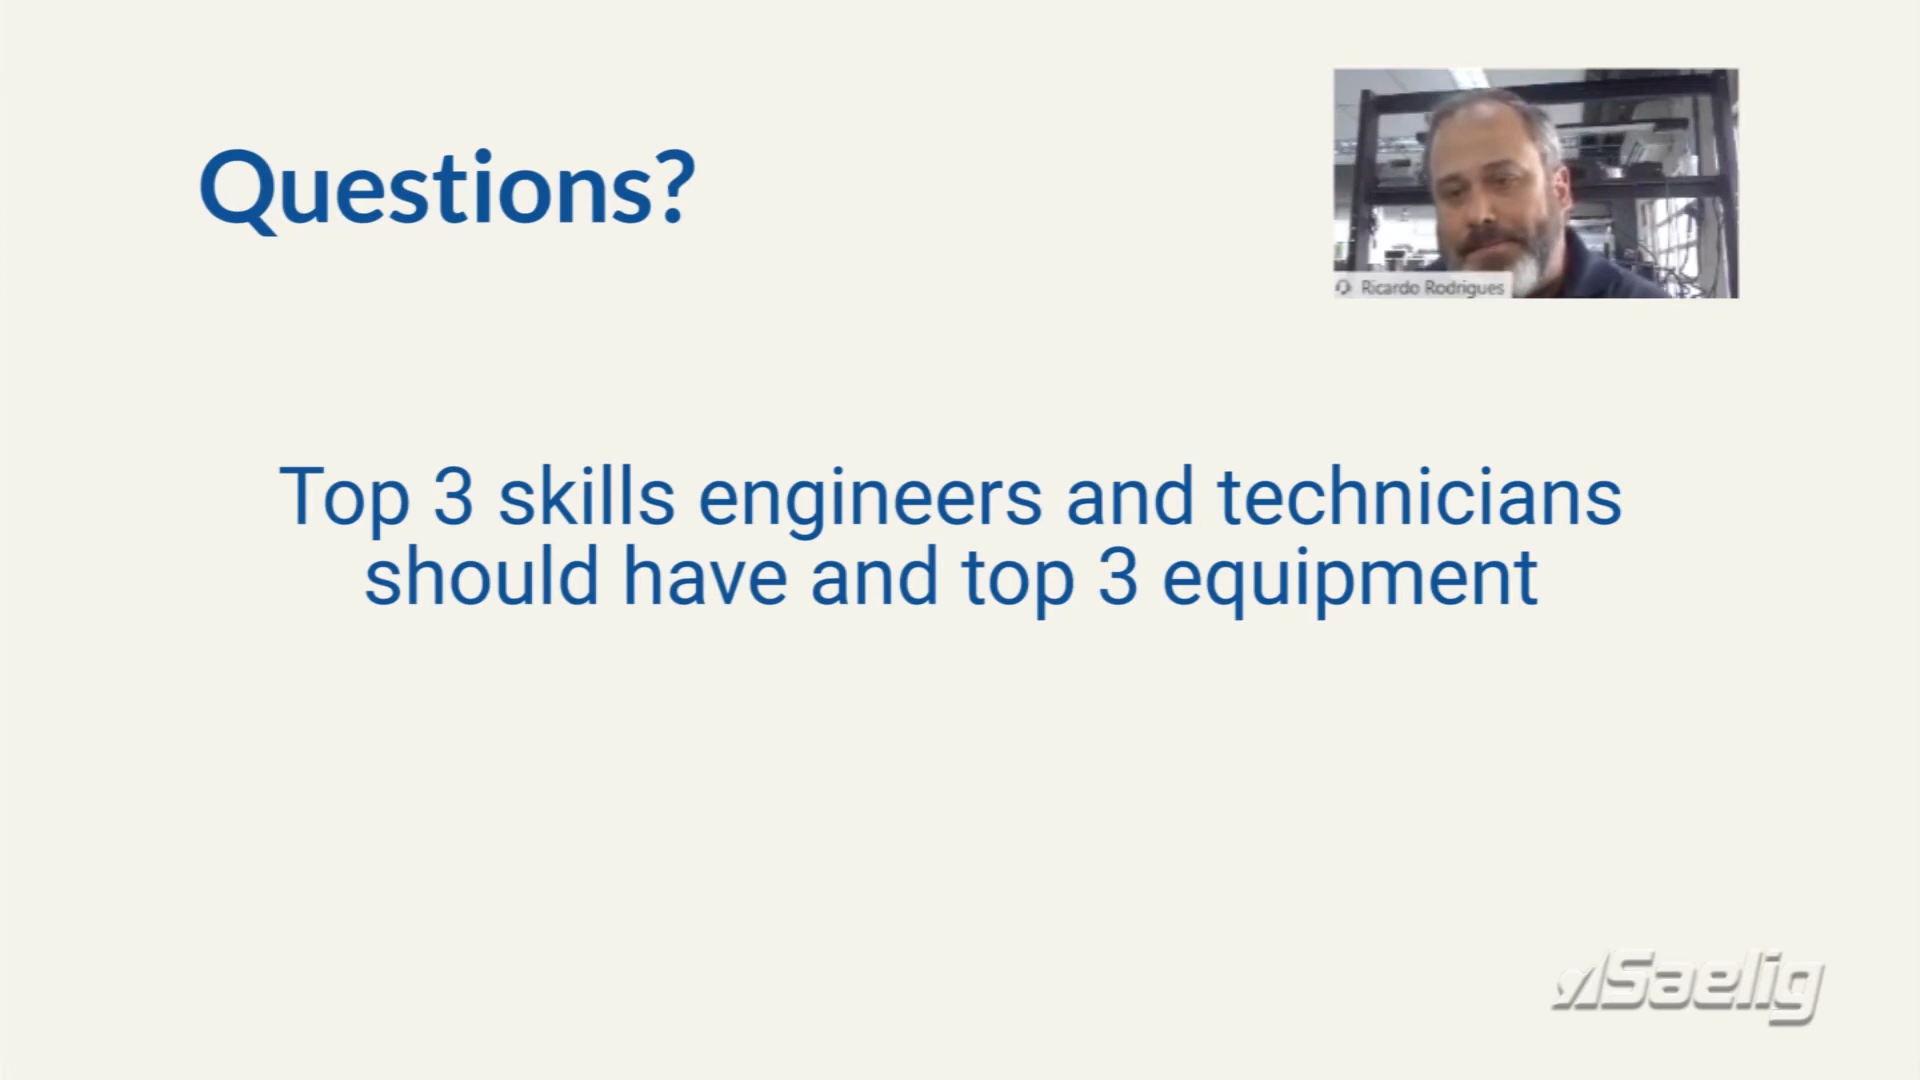 Questions?
Ricardo Rodrigues
Top 3 skills engineers and technicians
should have and top 3 equipment
Saelig